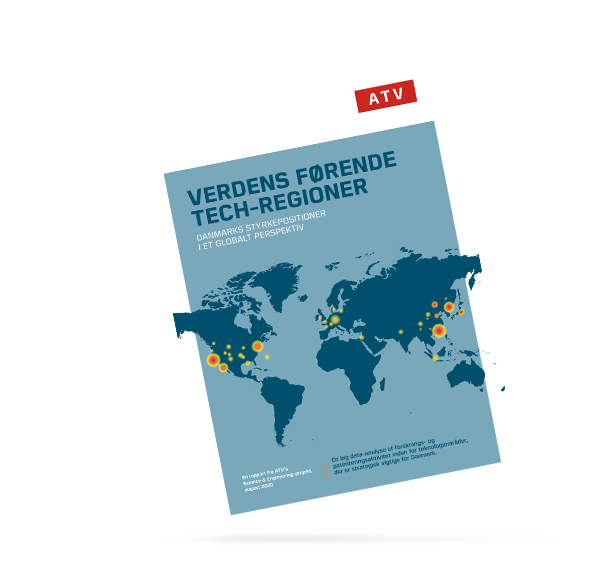 ATV
VERDENS FØRENDE
TECH-REGIONER
DANMARKS STYRKEPOSITIONER
I ET GLOBALT PERSPEKTIV
En big data-analyse af forsknings- og
patenteringsaktivitet inden for teknologiområder,
der er strategisk vigtige for Danmark.
En rapport fra ATV's
Science & Engineering projekt,
august 2020